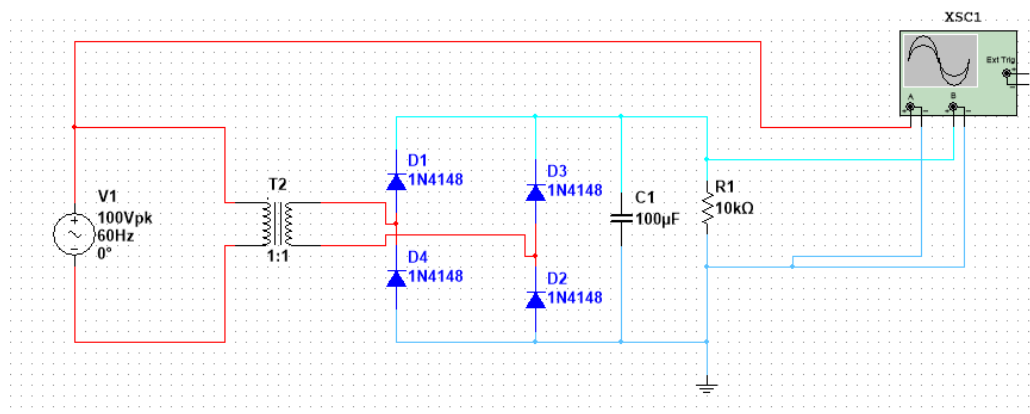 XSC1
Ext Trig
+
−
A
B
+ − + −
V1
100Vpk
60Hz
0°
T2
1:1
D1
1N4148
D3
1N4148
D4
1N4148
D2
1N4148
C1
100µF
R1
10kΩ